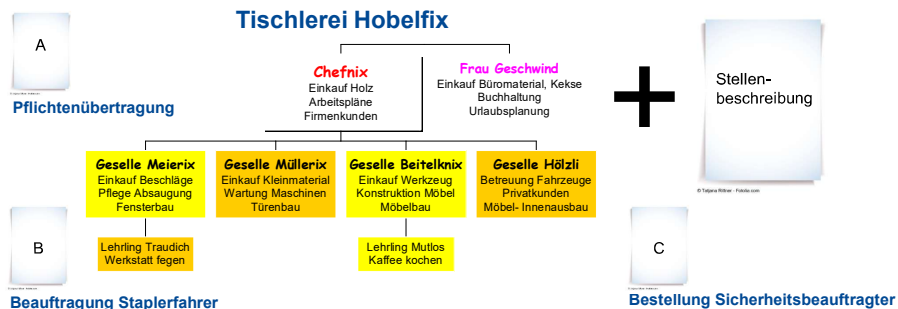 Tischlerei Hobelfix
A
Pflichtenübertragung
Chefnix
Einkauf Holz
Arbeitspläne
Firmenkunden
Frau Geschwind
Einkauf Büromaterial, Kekse
Buchhaltung
Urlaubsplanung
Stellen-
beschreibung
© Tatjana Rittner - Fotolia.com
Geselle Meierix
Einkauf Beschläge
Pflege Absaugung
Fensterbau
Geselle Müllerix
Einkauf Kleinmaterial
Wartung Maschinen
Türenbau
Geselle Beitelknix
Einkauf Werkzeug
Konstruktion Möbel
Möbelbau
Geselle Hölzli
Betreuung Fahrzeuge
Privatkunden
Möbel- Innenausbau
Lehrling Traudich
Werkstatt fegen
Lehrling Mutlos
Kaffee kochen
B
Beauftragung Staplerfahrer
C
Bestellung Sicherheitsbeauftragter